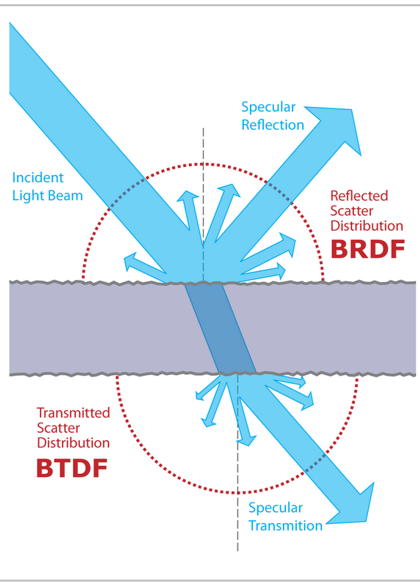 Specular
Reflection
Incident
Light Beam
Reflected
Scatter
Distribution
BRDF
Transmitted
Scatter
Distribution
BTDF
Specular
Transmition